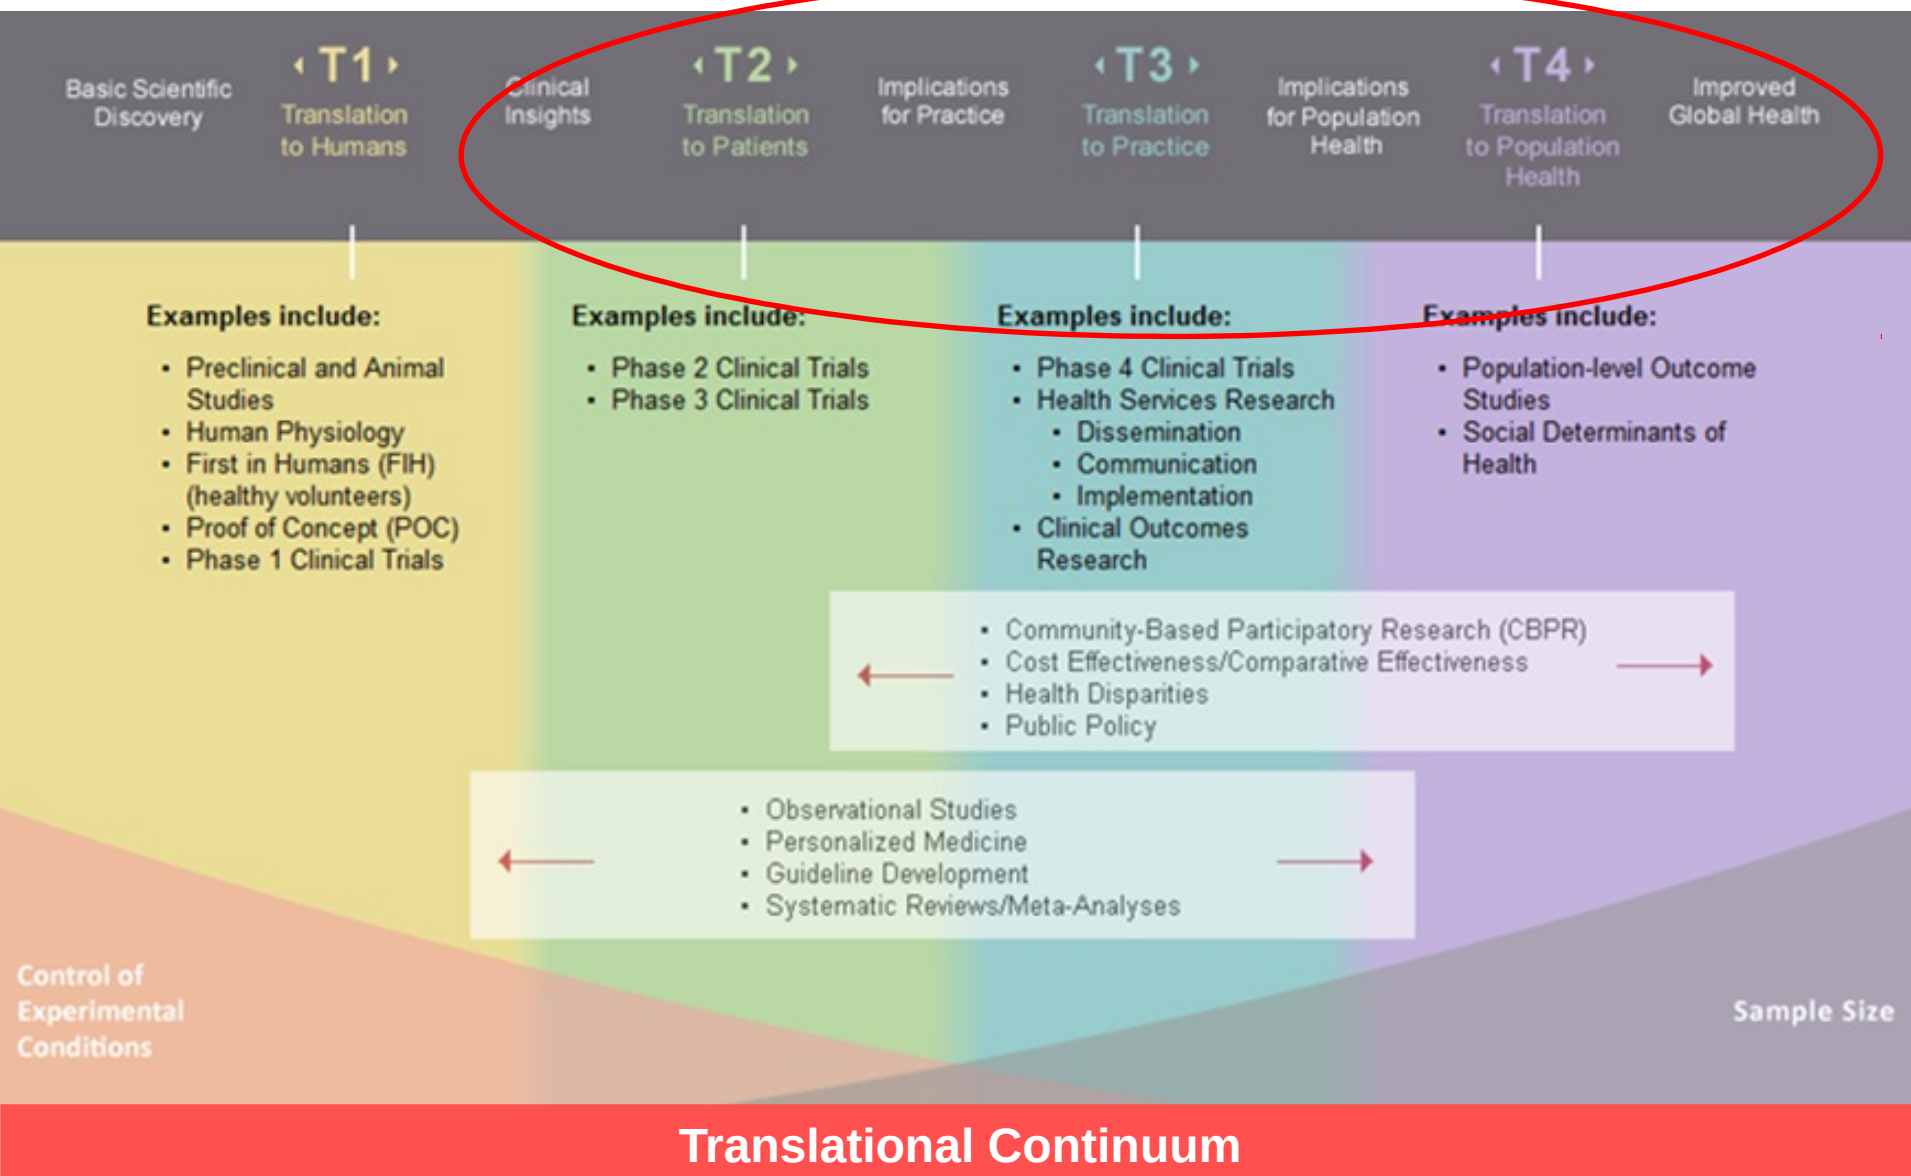 Basic Scientific
Discovery
T1
Translation
to Humans
Clinical
Insights
T2
Translation
to Patients
Implications
for Practice
T3
Translation
to Practice
Implications
for Population
Health
T4
Translation
to Population
Health
Improved
Global Health
Examples include:
• Preclinical and Animal
Studies
• Human Physiology
• First in Humans (FIH)
(healthy volunteers)
• Proof of Concept (POC)
• Phase 1 Clinical Trials
Examples include:
• Phase 2 Clinical Trials
• Phase 3 Clinical Trials
Examples include:
• Phase 4 Clinical Trials
• Health Services Research
• Dissemination
• Communication
• Implementation
• Clinical Outcomes
Research
Examples include:
• Population-level Outcome
Studies
• Social Determinants of
Health
• Community-Based Participatory Research (CBPR)
• Cost Effectiveness/Comparative Effectiveness
• Health Disparities
• Public Policy
• Observational Studies
• Personalized Medicine
• Guideline Development
• Systematic Reviews/Meta-Analyses
Control of
Experimental
Conditions
Sample Size
Translational Continuum